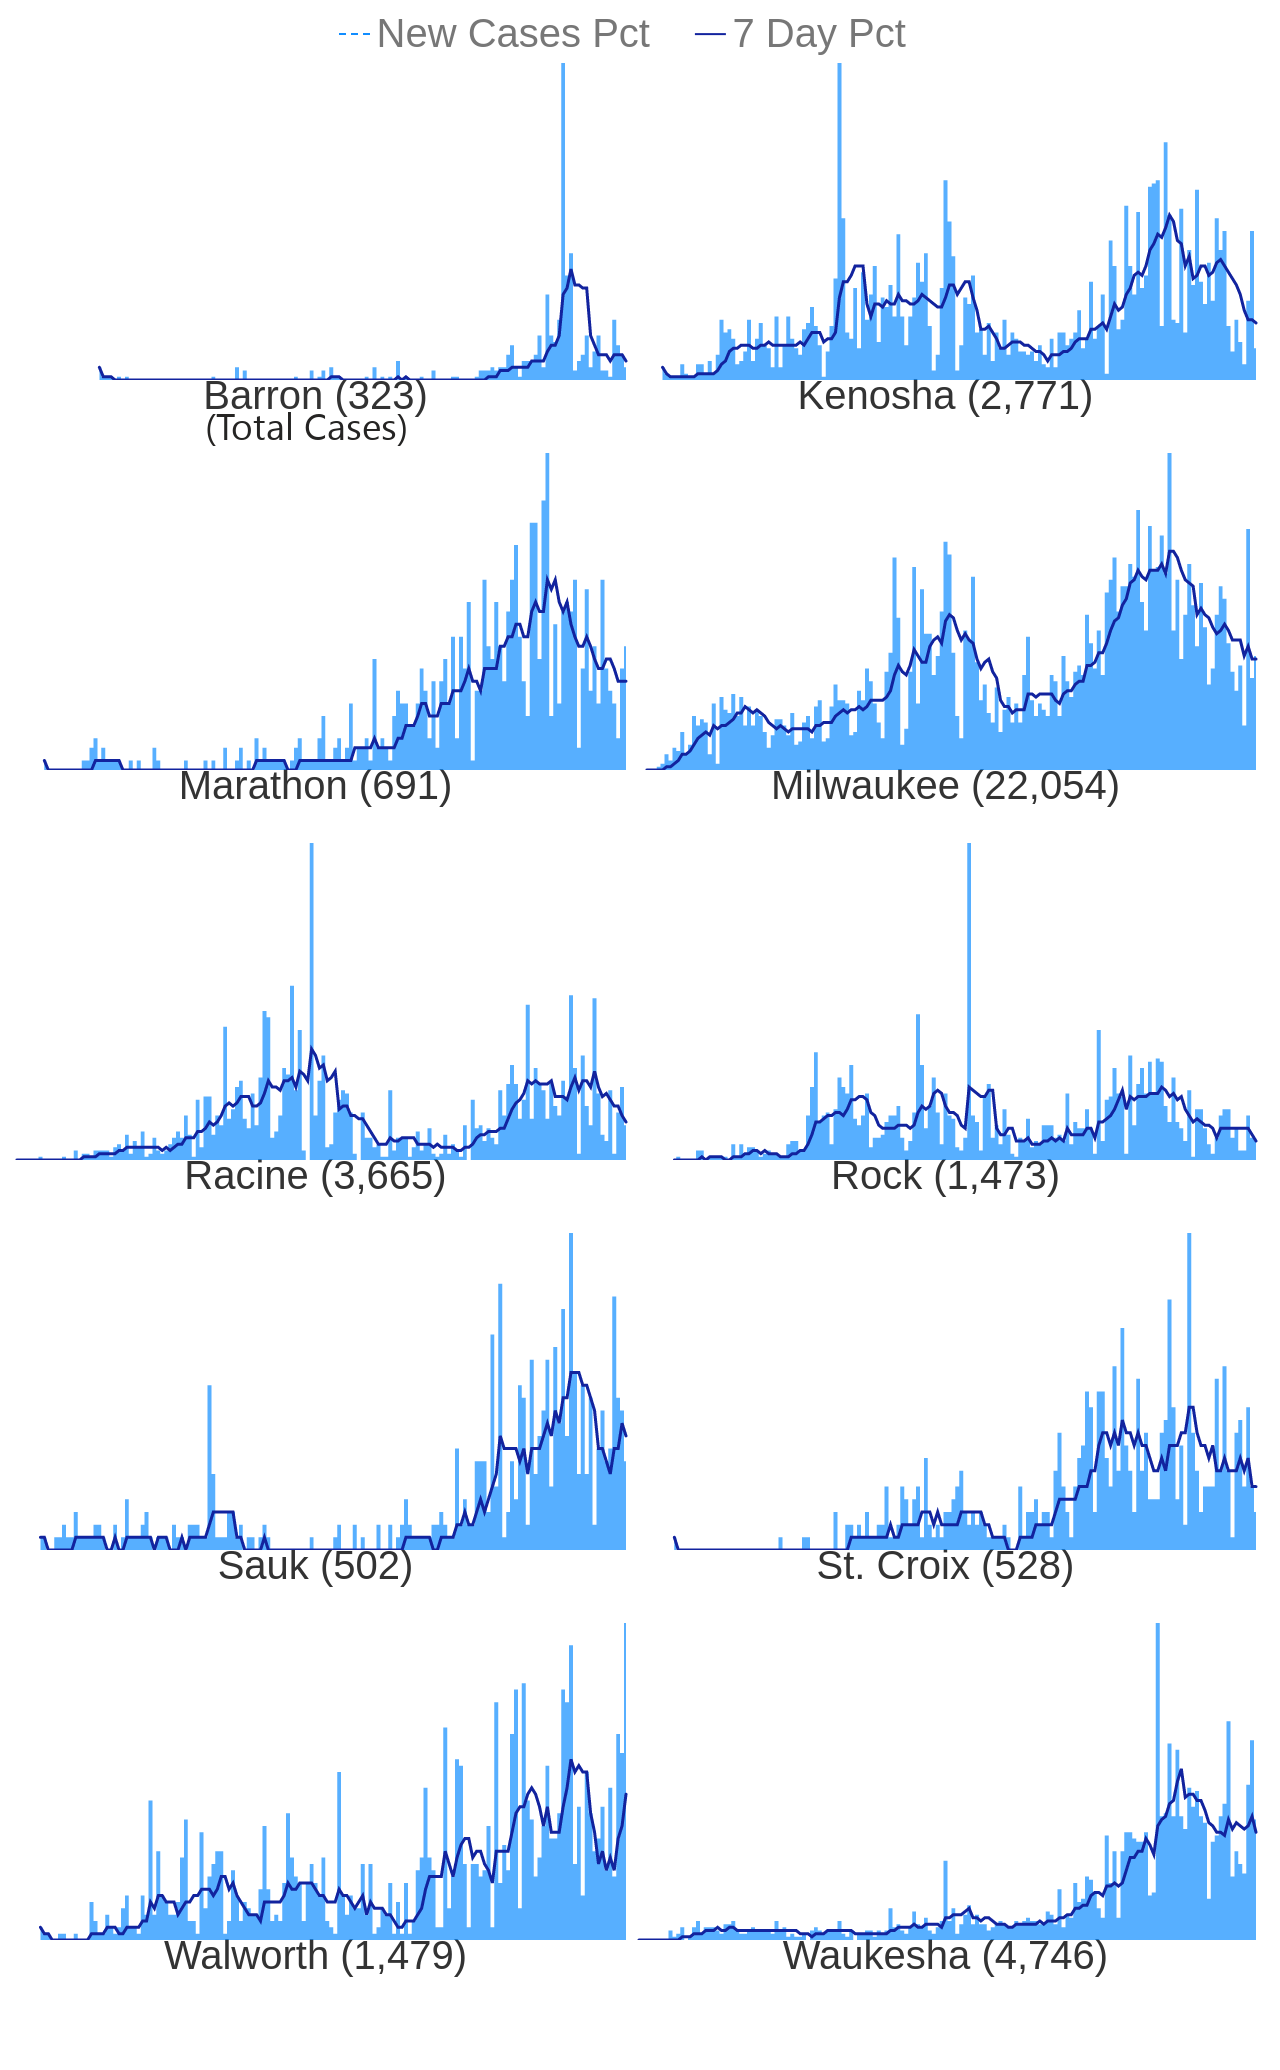 New Cases Pct 7 Day Pct
Barron (323) Kenosha (2,771)
(Total Cases)
Marathon (691) Milwaukee (22,054)
Racine (3,665) Rock (1,473)
Sauk (502) St. Croix (528)
Walworth (1,479) Waukesha (4,746)